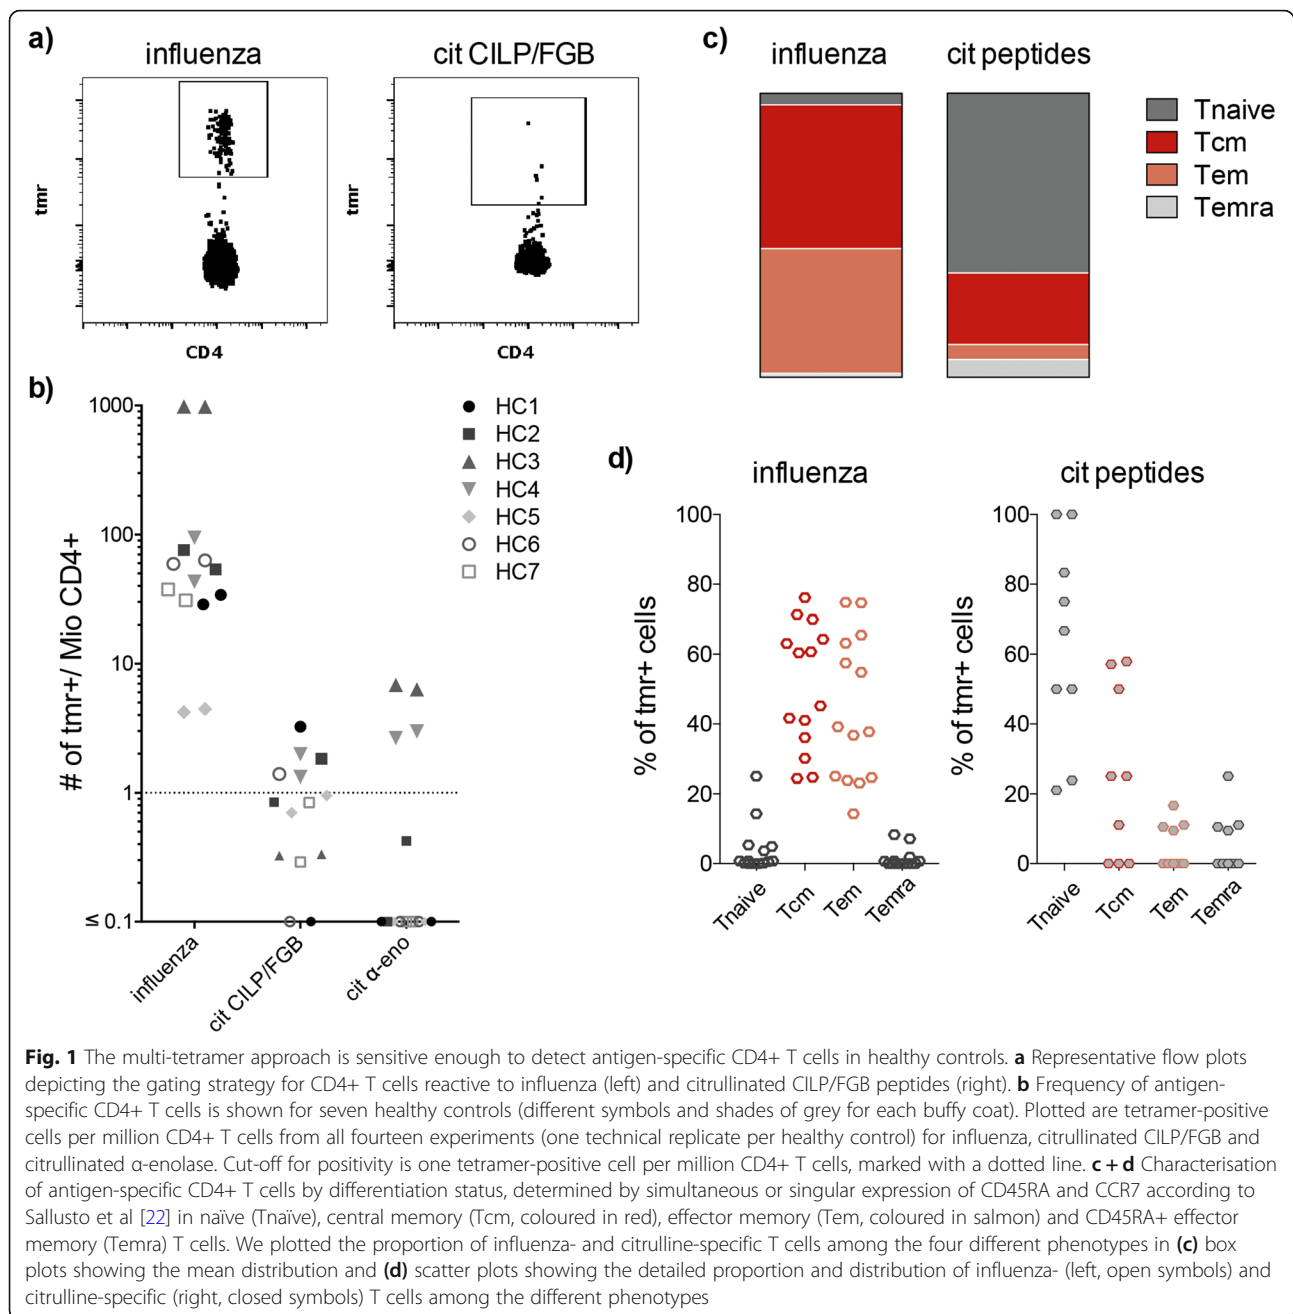 a)
influenza
cit CILP/FGB
tmr
CD4
tmr
CD4
c)
influenza
cit peptides
Tnaive
Tcm
Tem
Temra
b)
# of tmr+/ Mio CD4+
1000
100
10
1
≤ 0.1
influenza
cit CILP/FGB
cit α-eno
HC1
HC2
HC3
HC4
HC5
HC6
HC7
d)
influenza
% of tmr+ cells
100
80
60
40
20
0
Tnaive
Tcm
Tem
Temra
cit peptides
% of tmr+ cells
100
80
60
40
20
0
Tnaive
Tcm
Tem
Temra
Fig. 1 The multi-tetramer approach is sensitive enough to detect antigen-specific CD4+ T cells in healthy controls. a Representative flow plots
depicting the gating strategy for CD4+ T cells reactive to influenza (left) and citrullinated CILP/FGB peptides (right). b Frequency of antigen-
specific CD4+ T cells is shown for seven healthy controls (different symbols and shades of grey for each buffy coat). Plotted are tetramer-positive
cells per million CD4+ T cells from all fourteen experiments (one technical replicate per healthy control) for influenza, citrullinated CILP/FGB and
citrullinated α-enolase. Cut-off for positivity is one tetramer-positive cell per million CD4+ T cells, marked with a dotted line. c + d Characterisation
of antigen-specific CD4+ T cells by differentiation status, determined by simultaneous or singular expression of CD45RA and CCR7 according to
Sallusto et al [22] in naïve (Tnaïve), central memory (Tcm, coloured in red), effector memory (Tem, coloured in salmon) and CD45RA+ effector
memory (Temra) T cells. We plotted the proportion of influenza- and citrulline-specific T cells among the four different phenotypes in (c) box
plots showing the mean distribution and (d) scatter plots showing the detailed proportion and distribution of influenza- (left, open symbols) and
citrulline-specific (right, closed symbols) T cells among the different phenotypes